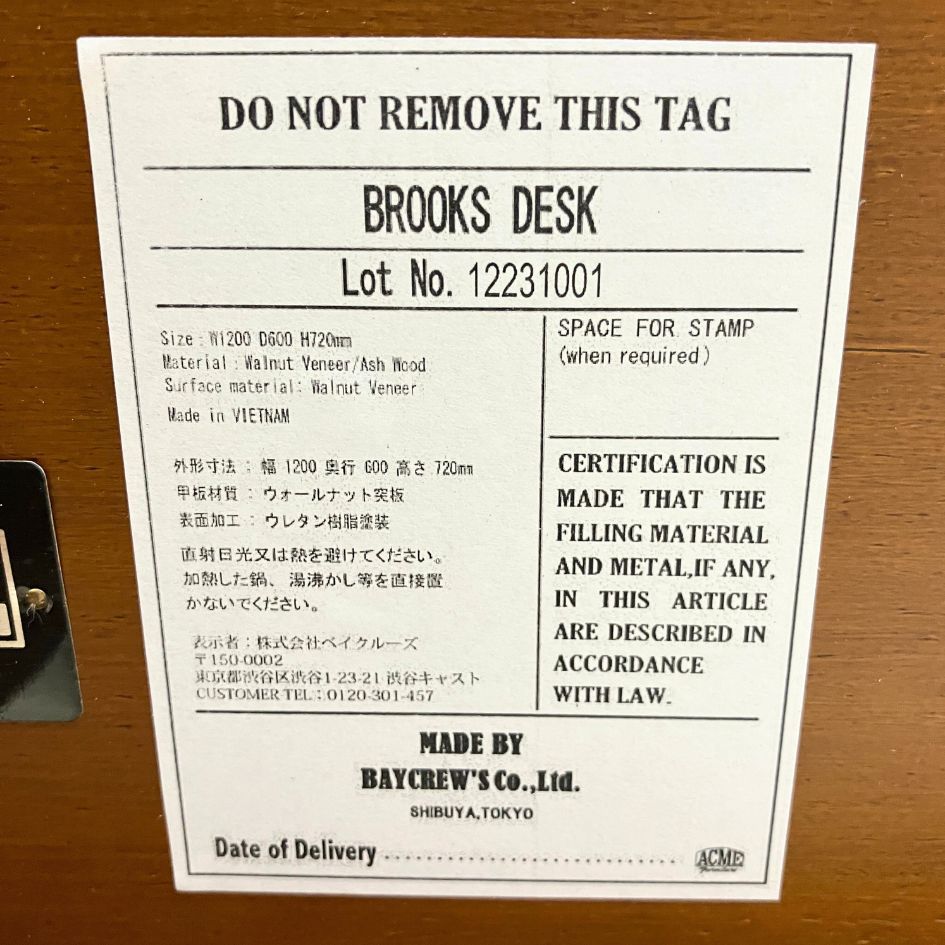 DO NOT REMOVE THIS TAG
BROOKS DESK
Lot No. 12231001
Size : W1200 D600 H720mm
Material : Walnut Veneer/Ash Wood
Surface material: Walnut Veneer
Made in VIETNAM
外形寸法 : 幅 1200 奥行 600 高さ 720mm
甲板材質 : ウォールナット突板
表面加工 : ウレタン樹脂塗装
直射日光又は熱を避けてください。
加熱した鍋、湯沸かし等を直接置
かないでください。
表示者 : 株式会社ベイクルーズ
〒150-0002
東京都渋谷区渋谷1-23-21 渋谷キャスト
CUSTOMER TEL : 0120-301-457
SPACE FOR STAMP
(when required)
CERTIFICATION IS
MADE THAT THE
FILLING MATERIAL
AND METAL,IF ANY,
IN THIS ARTICLE
ARE DESCRIBED IN
ACCORDANCE
WITH LAW.
MADE BY
BAYCREW'S Co.,Ltd.
SHIBUYA,TOKYO
Date of Delivery ............................
ACME
Furniture